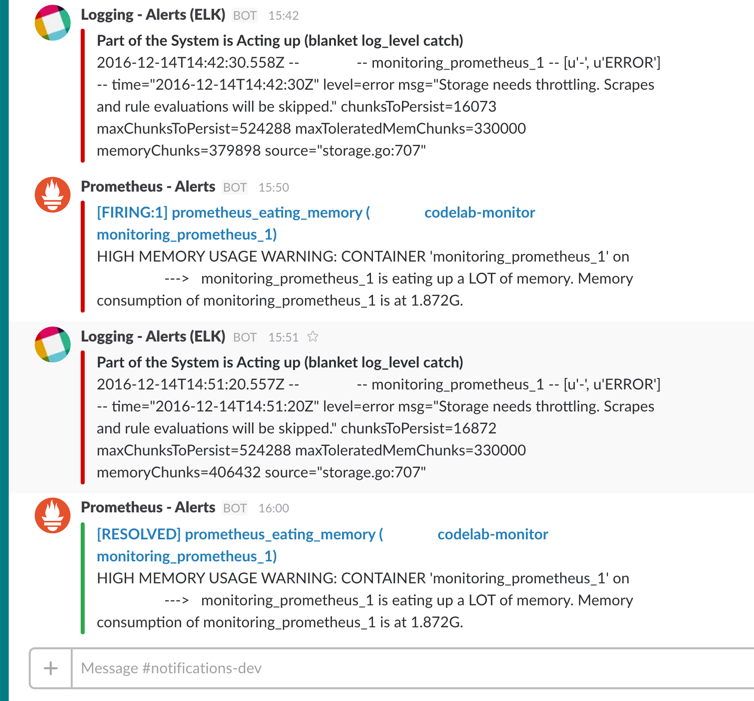 Logging - Alerts (ELK) BOT 15:42
Part of the System is Acting up (blanket log_level catch)
2016-12-14T14:42:30.558Z -- -- monitoring_prometheus_1 -- [u'-', u'ERROR']
-- time="2016-12-14T14:42:30Z" level=error msg="Storage needs throttling. Scrapes
and rule evaluations will be skipped." chunksToPersist=16073
maxChunksToPersist=524288 maxToleratedMemChunks=330000
memoryChunks=379898 source="storage.go:707"
Prometheus - Alerts BOT 15:50
[FIRING:1] prometheus_eating_memory ( codelab-monitor
monitoring_prometheus_1)
HIGH MEMORY USAGE WARNING: CONTAINER 'monitoring_prometheus_1' on
---> monitoring_prometheus_1 is eating up a LOT of memory. Memory
consumption of monitoring_prometheus_1 is at 1.872G.
Logging - Alerts (ELK) BOT 15:51 ☆
Part of the System is Acting up (blanket log_level catch)
2016-12-14T14:51:20.557Z -- -- monitoring_prometheus_1 -- [u'-', u'ERROR']
-- time="2016-12-14T14:51:20Z" level=error msg="Storage needs throttling. Scrapes
and rule evaluations will be skipped." chunksToPersist=16872
maxChunksToPersist=524288 maxToleratedMemChunks=330000
memoryChunks=406432 source="storage.go:707"
Prometheus - Alerts BOT 16:00
[RESOLVED] prometheus_eating_memory ( codelab-monitor
monitoring_prometheus_1)
HIGH MEMORY USAGE WARNING: CONTAINER 'monitoring_prometheus_1' on
---> monitoring_prometheus_1 is eating up a LOT of memory. Memory
consumption of monitoring_prometheus_1 is at 1.872G.
+ Message #notifications-dev